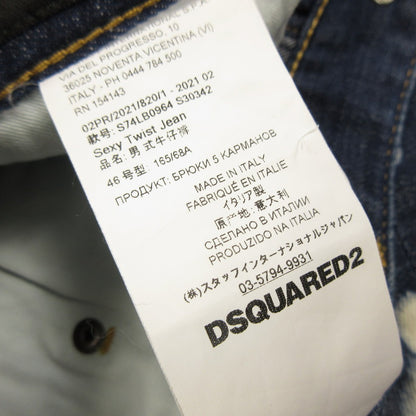 VIA DEL PROGRESSO, 10
36025 NOVENTA VICENTINA (VI)
ITALY - PH 0444 784 500
RN 154143
02PR/2021/820/1 - 2021 02
款号: S74LB0964 S30342
Sexy Twist Jean
品名: 男式牛仔裤
46 号型: 165/68A
ПРОДУКТ: БРЮКИ 5 КАРМАНОВ
MADE IN ITALY
FABRIQUÉ EN ITALIE
イタリア製
原产地: 意大利
СДЕЛАНО В ИТАЛИИ
PRODUZIDO NA ITALIA
(株)スタッフインターナショナルジャパン
03-5794-9931
DSQUARED2